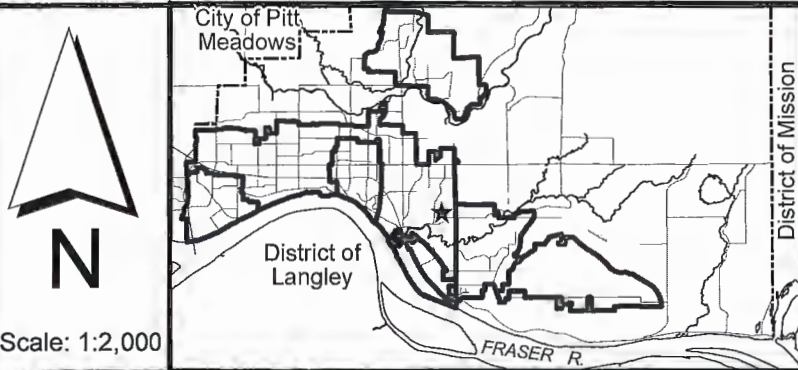 City of Pitt
Meadows
District of Mission
District of
Langley
FRASER R.
N
Scale: 1:2,000